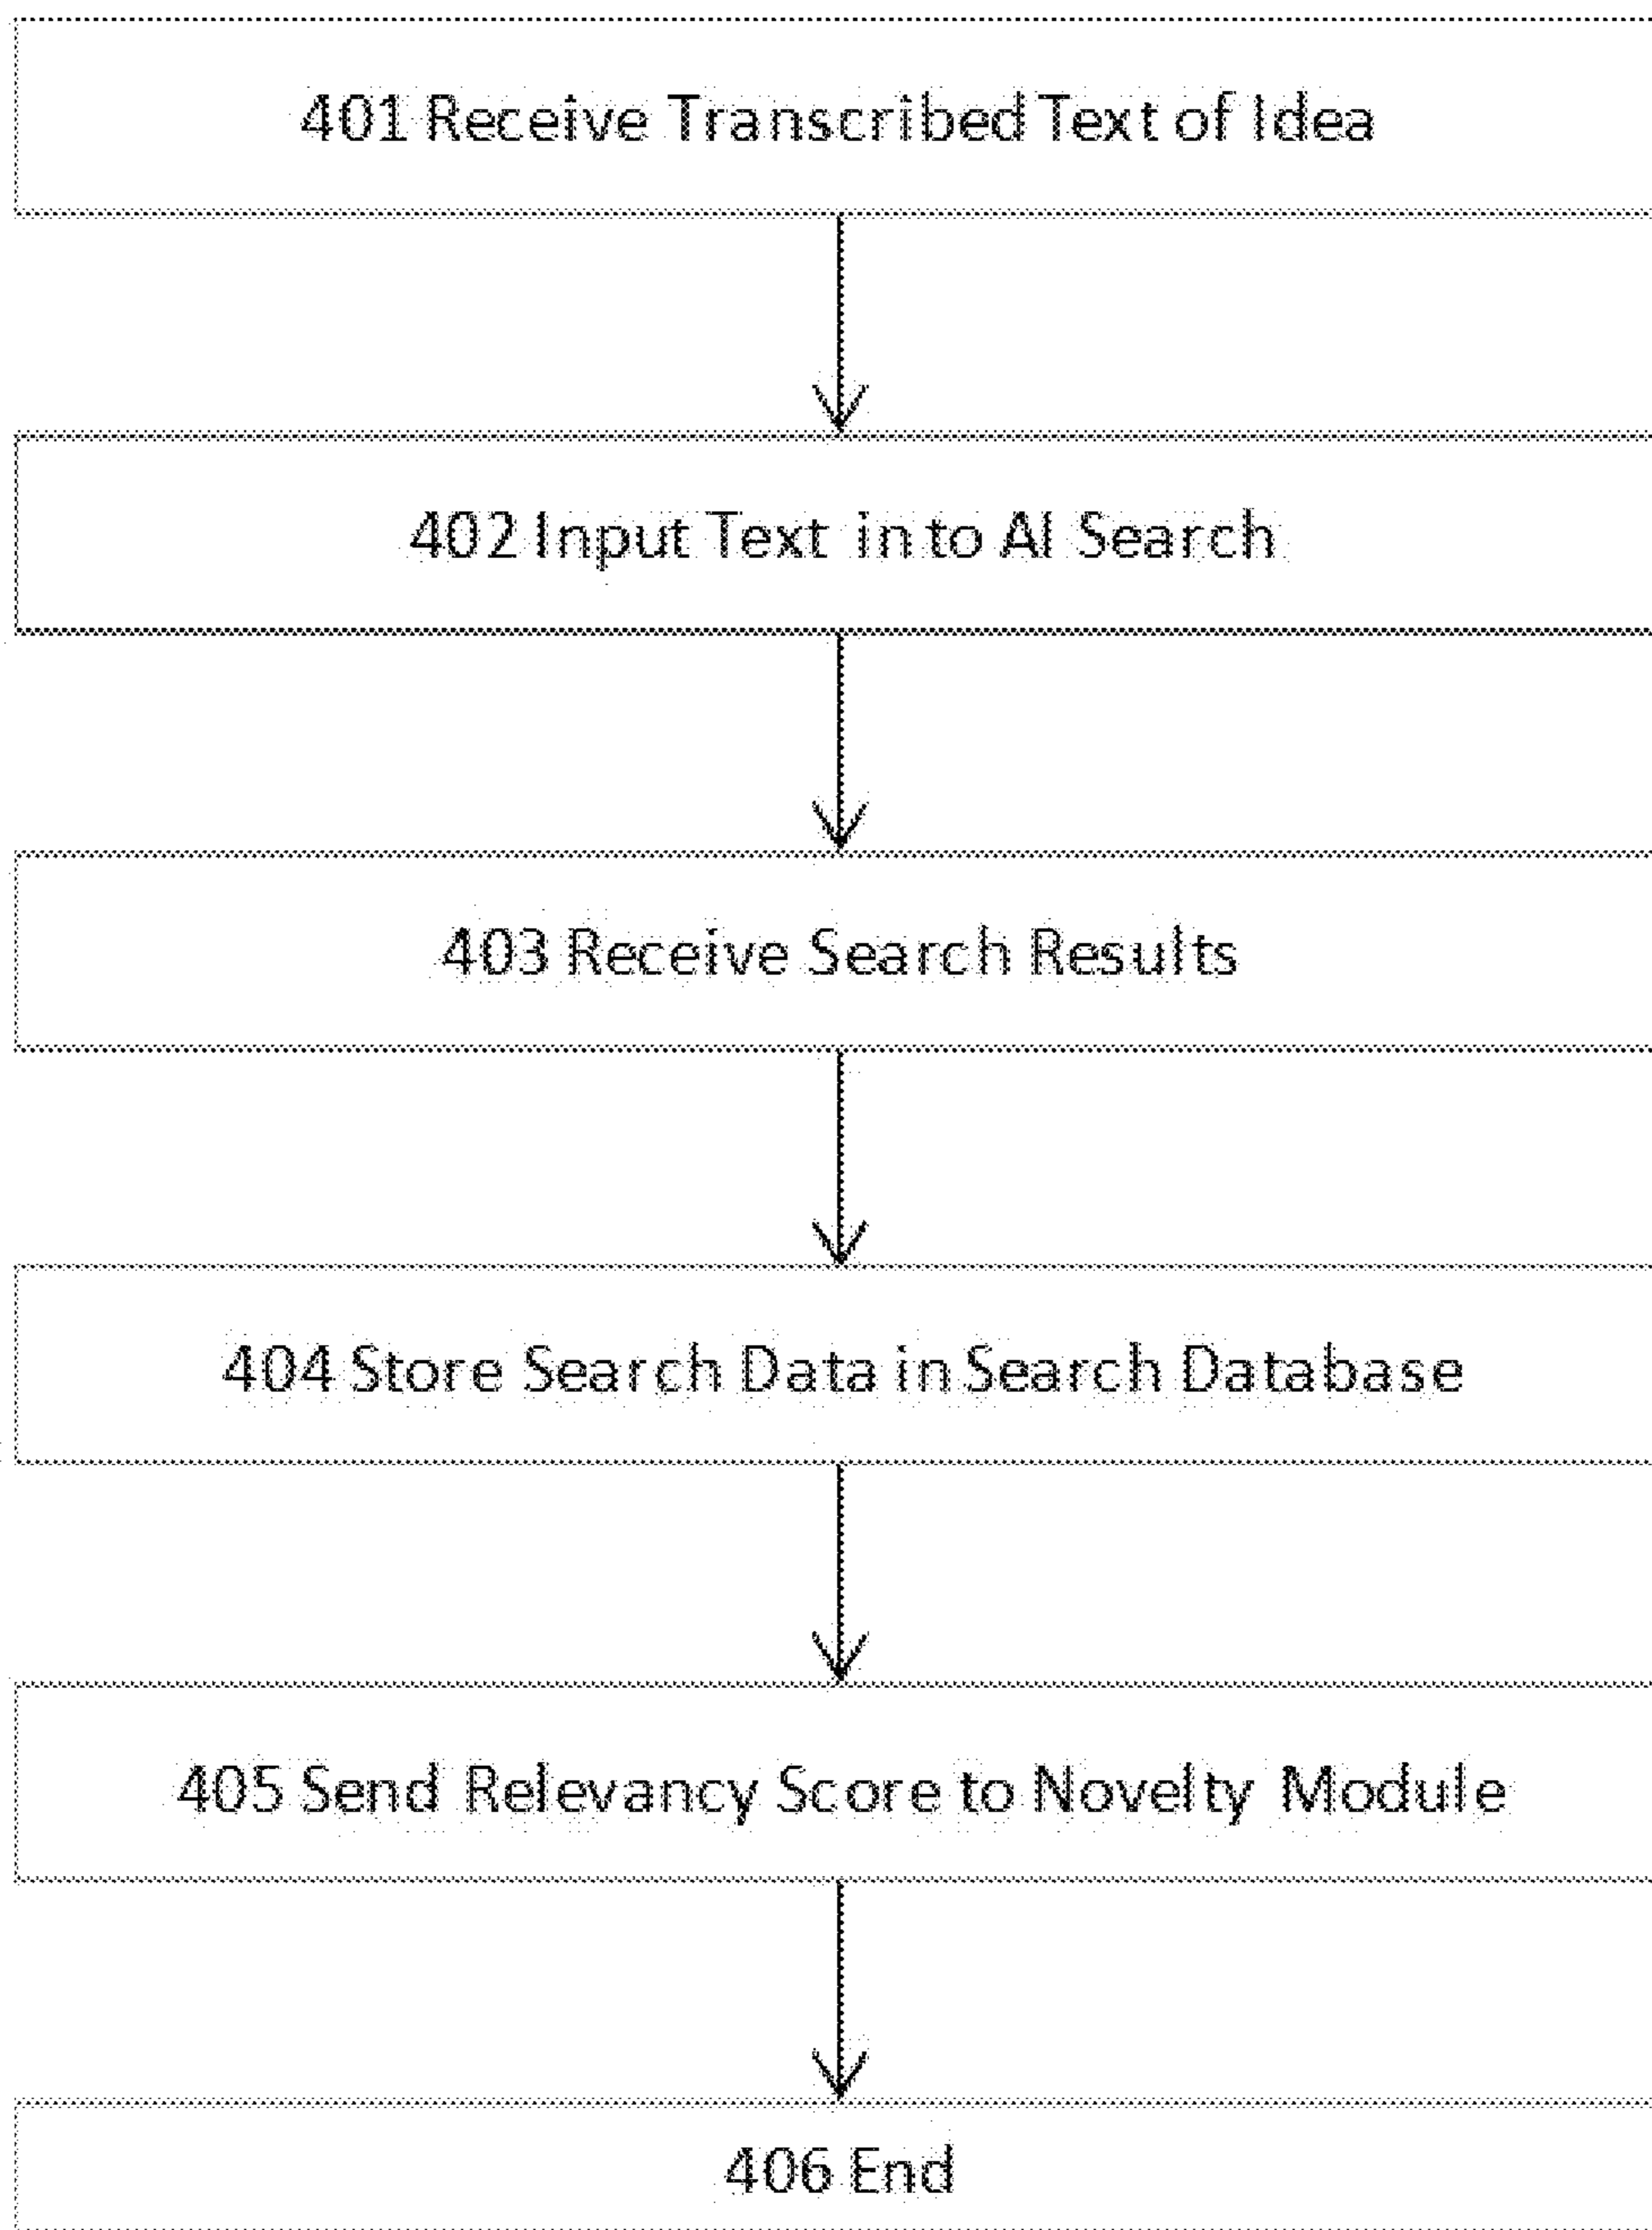 401 Receive Transcribed Text of Idea
402 Input Text in to AI Search
403 Receive Search Results
404 Store Search Data in Search Database
405 Send Relevancy Score to Novelty Module
406 End